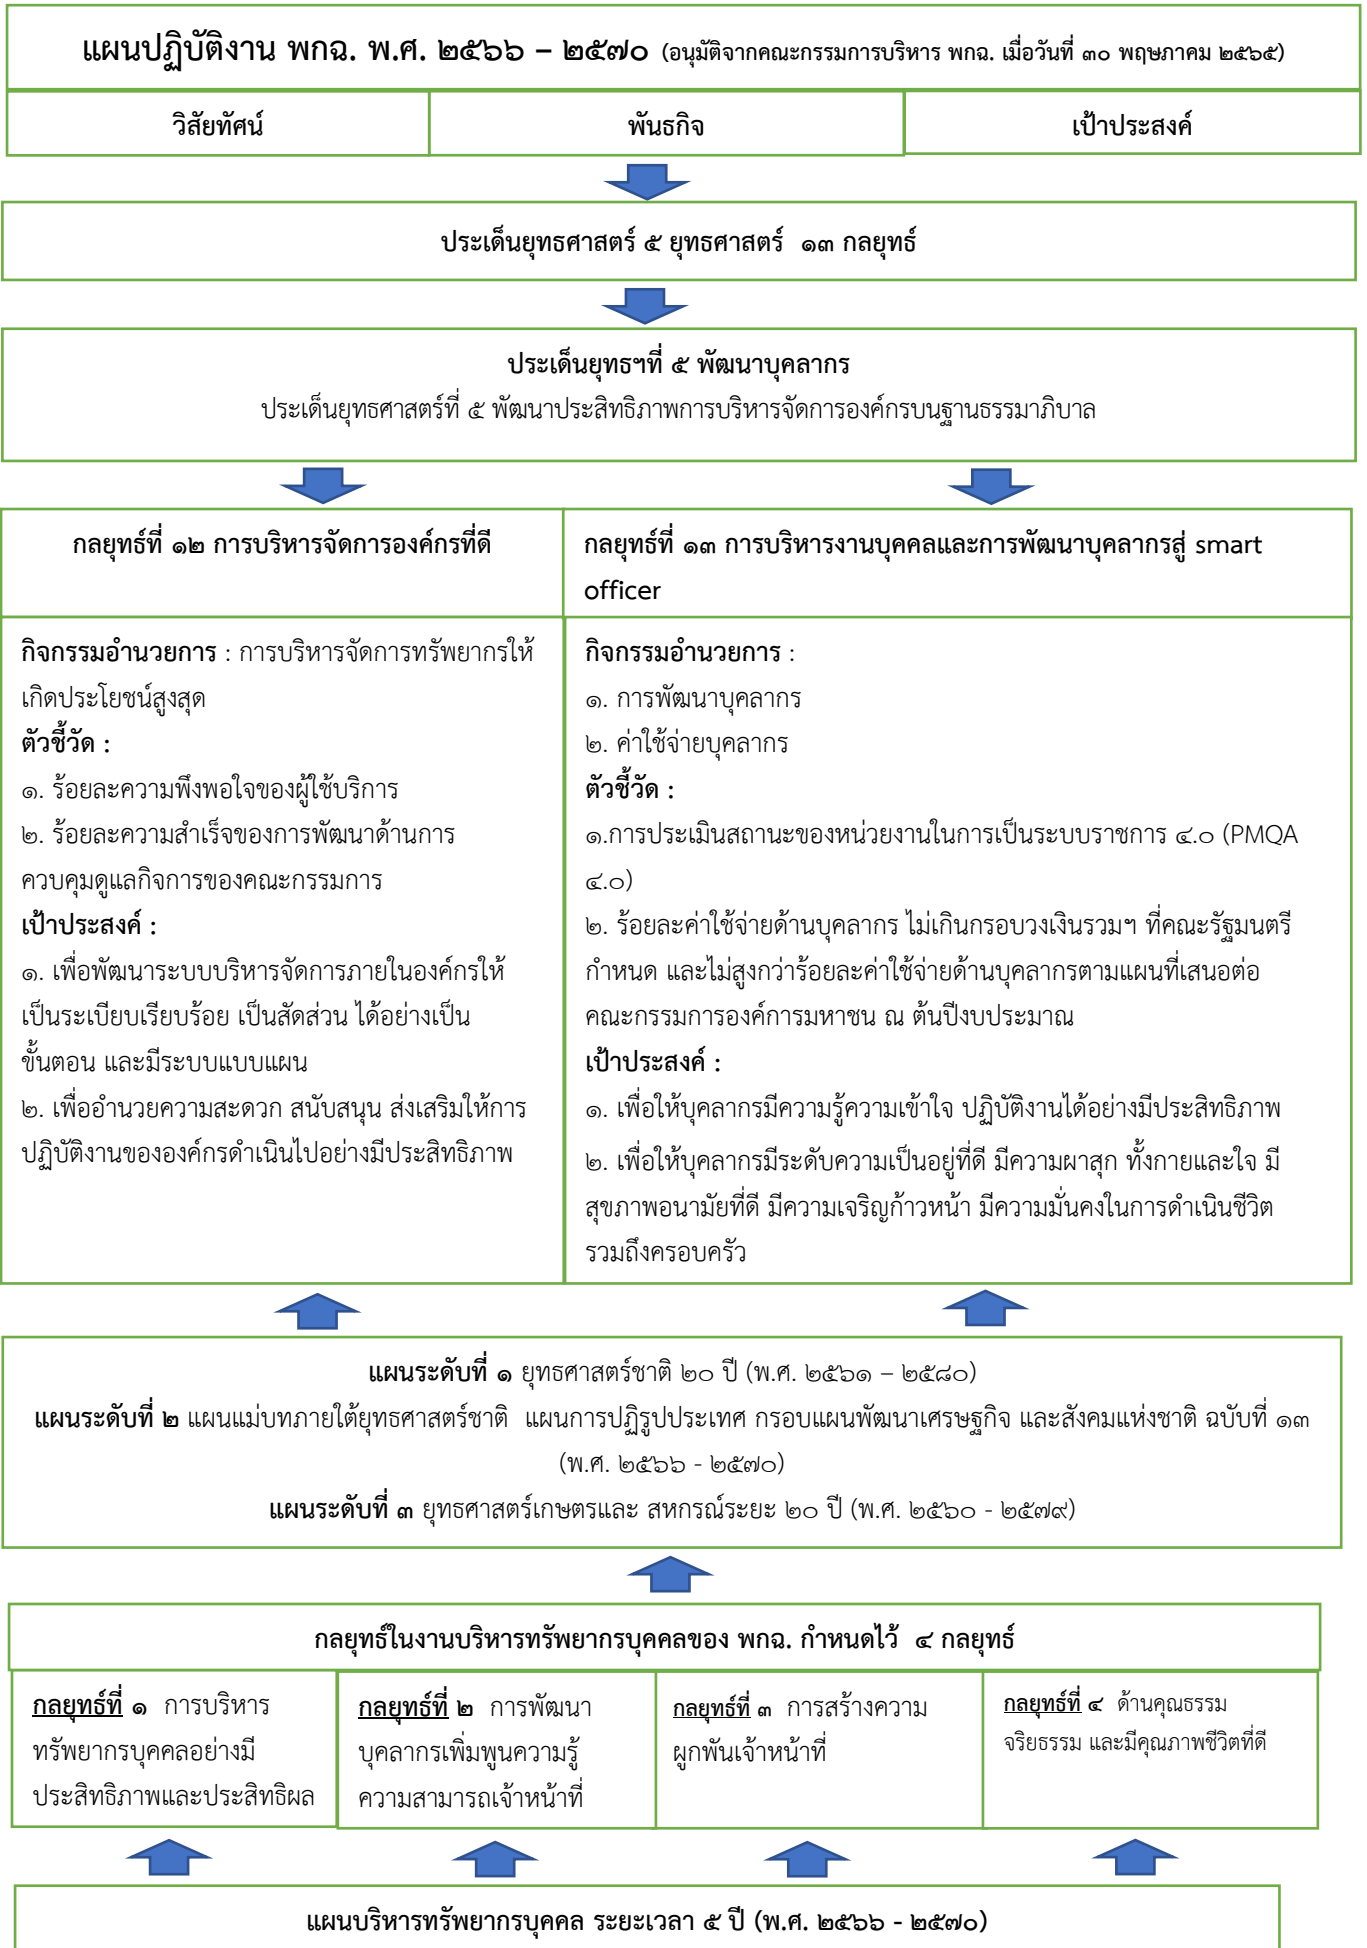 แผนปฏิบัติงาน พกฉ. พ.ศ. ๒๕๖๖ – ๒๕๗๐ (อนุมัติจากคณะกรรมการบริหาร พกฉ. เมื่อวันที่ ๓๐ พฤษภาคม ๒๕๖๕)
วิสัยทัศน์
พันธกิจ
เป้าประสงค์
ประเด็นยุทธศาสตร์ ๕ ยุทธศาสตร์ ๑๓ กลยุทธ์
ประเด็นยุทธฯที่ ๕ พัฒนาบุคลากร
ประเด็นยุทธศาสตร์ที่ ๕ พัฒนาประสิทธิภาพการบริหารจัดการองค์กรบนฐานธรรมาภิบาล
กลยุทธ์ที่ ๑๒ การบริหารจัดการองค์กรที่ดี
กิจกรรมอำนวยการ : การบริหารจัดการทรัพยากรให้
เกิดประโยชน์สูงสุด
ตัวชี้วัด :
๑. ร้อยละความพึงพอใจของผู้ใช้บริการ
๒. ร้อยละความสำเร็จของการพัฒนาด้านการ
ควบคุมดูแลกิจการของคณะกรรมการ
เป้าประสงค์ :
๑. เพื่อพัฒนาระบบบริหารจัดการภายในองค์กรให้
เป็นระเบียบเรียบร้อย เป็นสัดส่วน ได้อย่างเป็น
ขั้นตอน และมีระบบแบบแผน
๒. เพื่ออำนวยความสะดวก สนับสนุน ส่งเสริมให้การ
ปฏิบัติงานขององค์กรดำเนินไปอย่างมีประสิทธิภาพ
กลยุทธ์ที่ ๑๓ การบริหารงานบุคคลและการพัฒนาบุคลากรสู่ smart
officer
กิจกรรมอำนวยการ :
๑. การพัฒนาบุคลากร
๒. ค่าใช้จ่ายบุคลากร
ตัวชี้วัด :
๑.การประเมินสถานะของหน่วยงานในการเป็นระบบราชการ ๔.๐ (PMQA
๔.๐)
๒. ร้อยละค่าใช้จ่ายด้านบุคลากร ไม่เกินกรอบวงเงินรวมฯ ที่คณะรัฐมนตรี
กำหนด และไม่สูงกว่าร้อยละค่าใช้จ่ายด้านบุคลากรตามแผนที่เสนอต่อ
คณะกรรมการองค์การมหาชน ณ ต้นปีงบประมาณ
เป้าประสงค์ :
๑. เพื่อให้บุคลากรมีความรู้ความเข้าใจ ปฏิบัติงานได้อย่างมีประสิทธิภาพ
๒. เพื่อให้บุคลากรมีระดับความเป็นอยู่ที่ดี มีความผาสุก ทั้งกายและใจ มี
สุขภาพอนามัยที่ดี มีความเจริญก้าวหน้า มีความมั่นคงในการดำเนินชีวิต
รวมถึงครอบครัว
แผนระดับที่ ๑ ยุทธศาสตร์ชาติ ๒๐ ปี (พ.ศ. ๒๕๖๑ – ๒๕๘๐)
แผนระดับที่ ๒ แผนแม่บทภายใต้ยุทธศาสตร์ชาติ แผนการปฏิรูปประเทศ กรอบแผนพัฒนาเศรษฐกิจ และสังคมแห่งชาติ ฉบับที่ ๑๓
(พ.ศ. ๒๕๖๖ - ๒๕๗๐)
แผนระดับที่ ๓ ยุทธศาสตร์เกษตรและ สหกรณ์ระยะ ๒๐ ปี (พ.ศ. ๒๕๖๐ - ๒๕๗๙)
กลยุทธ์ในงานบริหารทรัพยากรบุคคลของ พกฉ. กำหนดไว้ ๔ กลยุทธ์
กลยุทธ์ที่ ๑ การบริหาร
ทรัพยากรบุคคลอย่างมี
ประสิทธิภาพและประสิทธิผล
กลยุทธ์ที่ ๒ การพัฒนา
บุคลากรเพิ่มพูนความรู้
ความสามารถเจ้าหน้าที่
กลยุทธ์ที่ ๓ การสร้างความ
ผูกพันเจ้าหน้าที่
กลยุทธ์ที่ ๔ ด้านคุณธรรม
จริยธรรม และมีคุณภาพชีวิตที่ดี
แผนบริหารทรัพยากรบุคคล ระยะเวลา ๕ ปี (พ.ศ. ๒๕๖๖ - ๒๕๗๐)